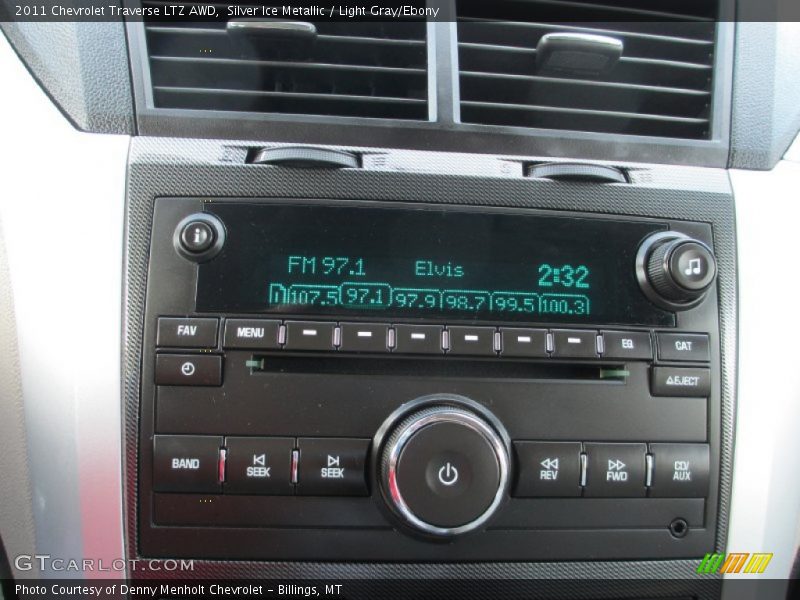 2011 Chevrolet Traverse LTZ AWD, Silver Ice Metallic / Light Gray/Ebony
FM 97.1 Elvis 2:32
107.5 97.1 97.9 98.7 99.5 100.3
FAV MENU EQ CAT
EJECT
BAND SEEK SEEK REV FWD CD/AUX
GTCARLOT.COM
Photo Courtesy of Denny Menholt Chevrolet – Billings, MT